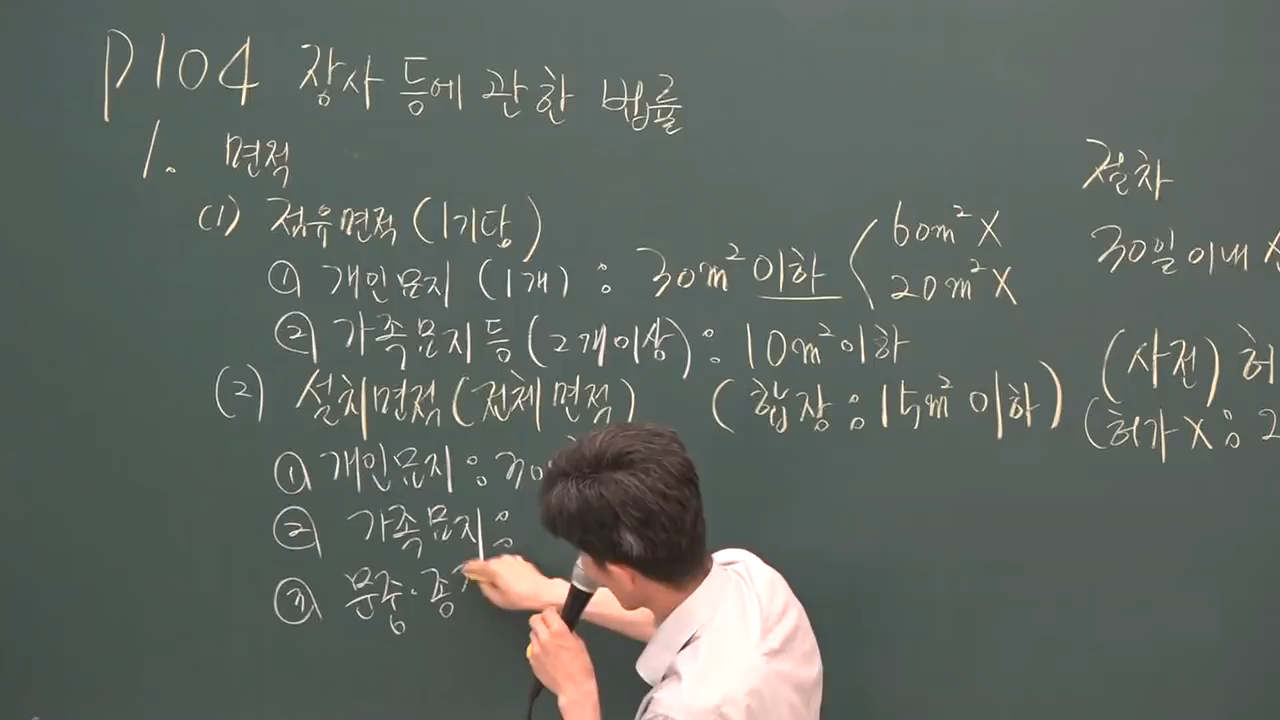 P104 장사 등에 관한 법률
1. 면적
(1) 점유면적 (1기당)
① 개인묘지 (1개) : 30m² 이하 < 60m² X
20m² X
② 가족묘지 등 (2개 이상) : 10m² 이하
(2) 설치면적 (전체 면적) (합장 : 15m² 이하)
① 개인묘지 : 30
② 가족묘지 :
③ 문중·종
절차
30일 이내
(사전) 허
(허가 X : 2